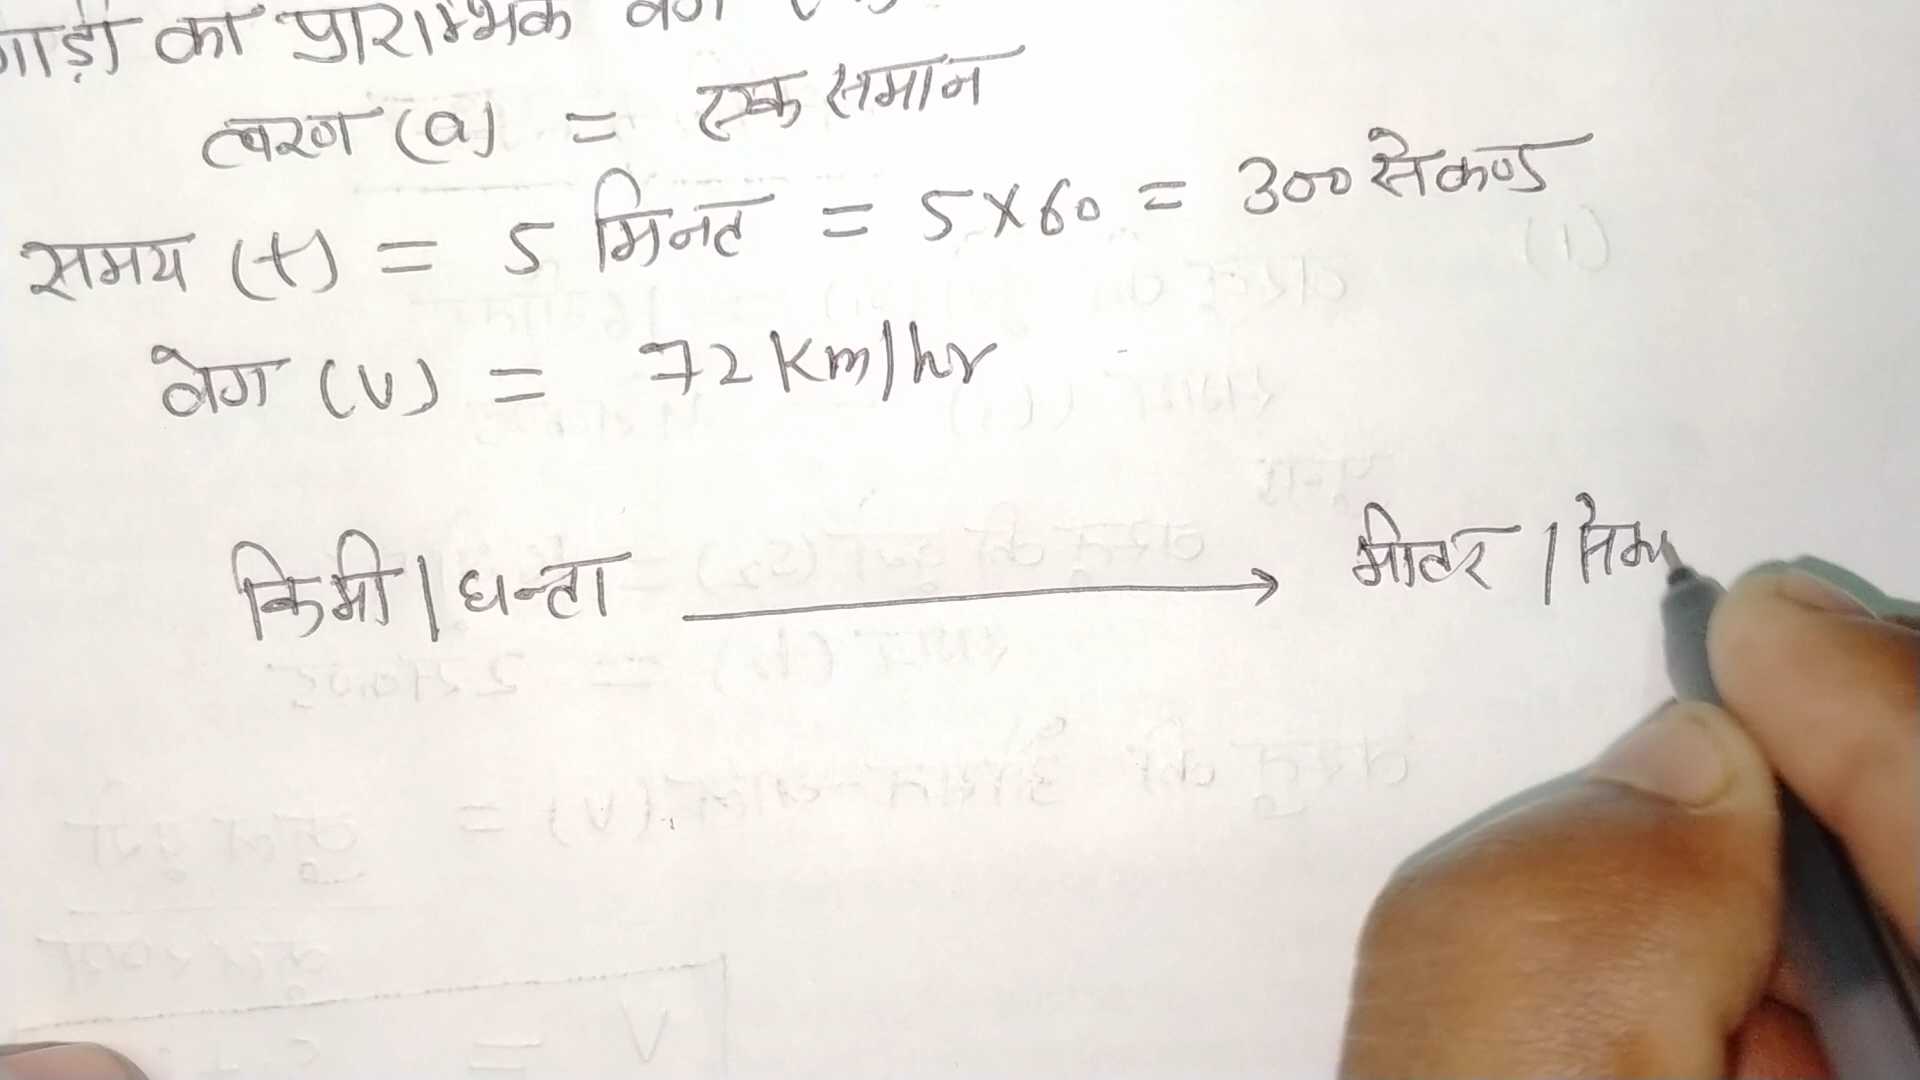 गाड़ी का प्रारम्भिक वेग
त्वरण (a) = एक समान
समय (t) = 5 मिनट = 5×60 = 300 सेकण्ड
वेग (v) = 72 Km/hr
किमी / घन्टा → मीटर / सेक